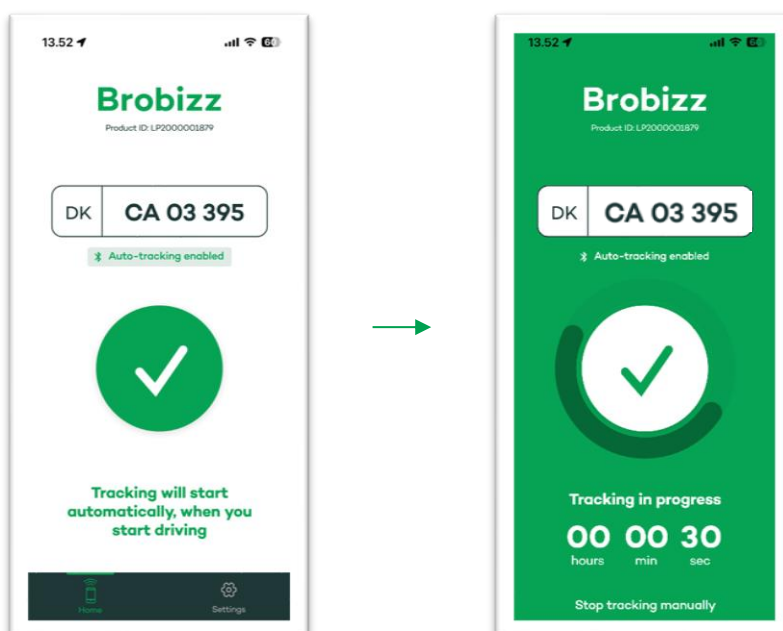 13.52
Brobizz
Product ID: LP2000001879
DK CA 03 395
Auto-tracking enabled
Tracking will start
automatically, when you
start driving
Home Settings
13.52
Brobizz
Product ID: LP2000001879
DK CA 03 395
Auto-tracking enabled
Tracking in progress
00 00 30
hours min sec
Stop tracking manually